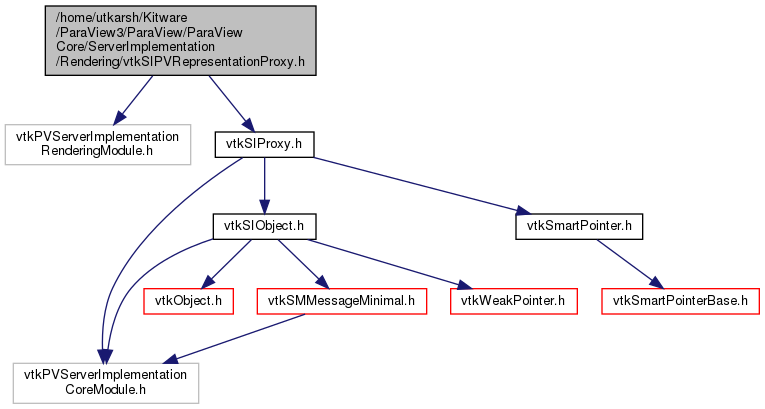 /home/utkarsh/Kitware
/ParaView3/ParaView/ParaView
Core/ServerImplementation
/Rendering/vtkSIPVRepresentationProxy.h
vtkPVServerImplementation
RenderingModule.h
vtkSIProxy.h
vtkSIObject.h
vtkSmartPointer.h
vtkObject.h
vtkSMMessageMinimal.h
vtkWeakPointer.h
vtkSmartPointerBase.h
vtkPVServerImplementation
CoreModule.h